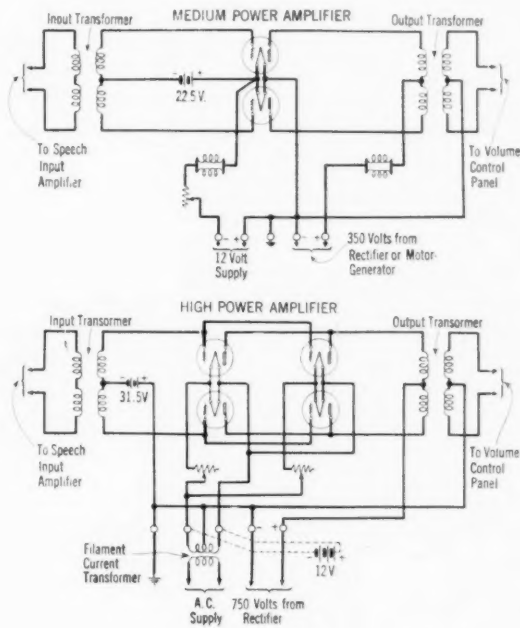 MEDIUM POWER AMPLIFIER
Input Transformer
Output Transformer
- +
22.5 V.
To Speech
Input
Amplifier
To Volume
Control
Panel
- +
- +
12 Volt
Supply
350 Volts from
Rectifier or Motor-
Generator
HIGH POWER AMPLIFIER
Input Transormer
Output Transformer
- +
31.5V
To Speech
Input
Amplifier
To Volume
Control
Panel
- +
Filament
Current
Transformer
12V
A.C.
Supply
750 Volts from
Rectifier